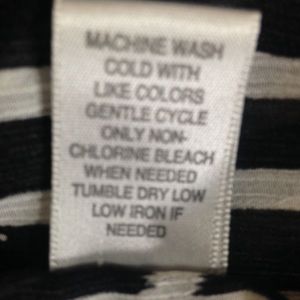 MACHINE WASH
COLD WITH
LIKE COLORS
GENTLE CYCLE
ONLY NON-
CHLORINE BLEACH
WHEN NEEDED
TUMBLE DRY LOW
LOW IRON IF
NEEDED